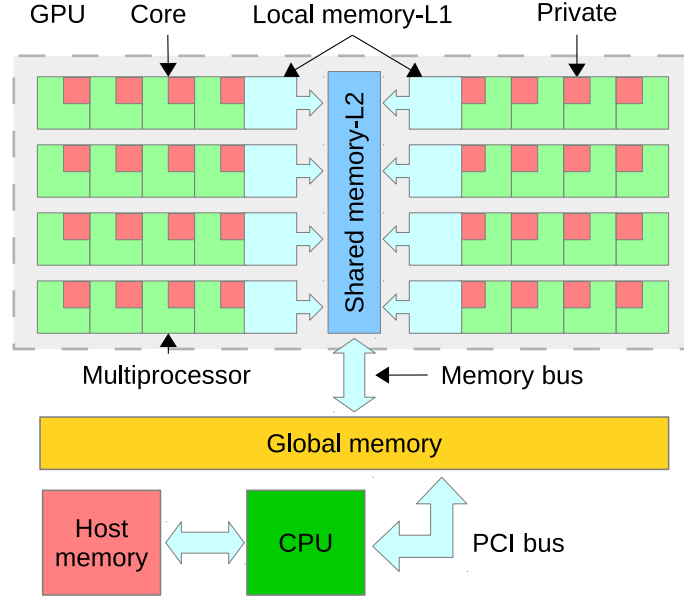 GPU
Core
Local memory-L1
Private
Shared memory-L2
Multiprocessor
Memory bus
Global memory
Host
memory
CPU
PCI bus